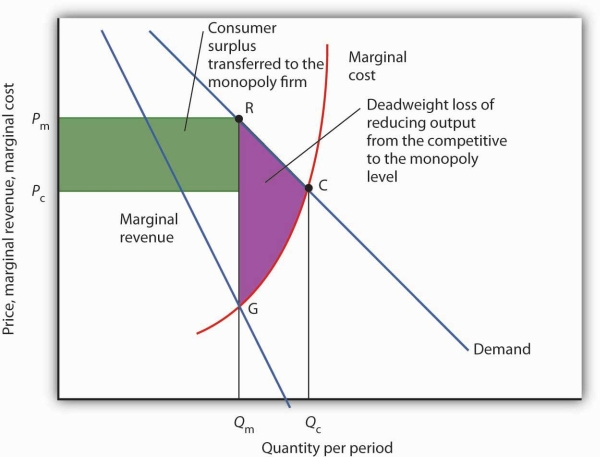 Consumer
surplus
transferred to the
monopoly firm
Marginal
cost
Deadweight loss of
reducing output
from the competitive
to the monopoly
level
R
Pm
Pc
C
Marginal
revenue
G
Demand
Qm
Qc
Quantity per period
Price, marginal revenue, marginal cost